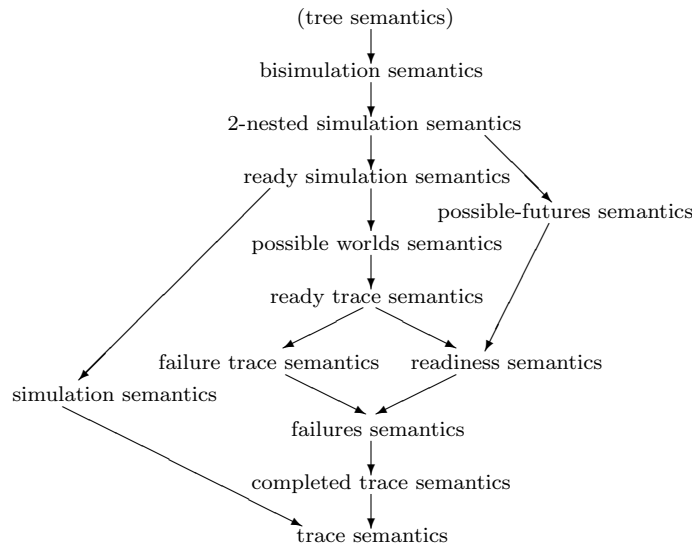 (tree semantics)
bisimulation semantics
2-nested simulation semantics
ready simulation semantics
possible-futures semantics
possible worlds semantics
ready trace semantics
failure trace semantics
readiness semantics
simulation semantics
failures semantics
completed trace semantics
trace semantics